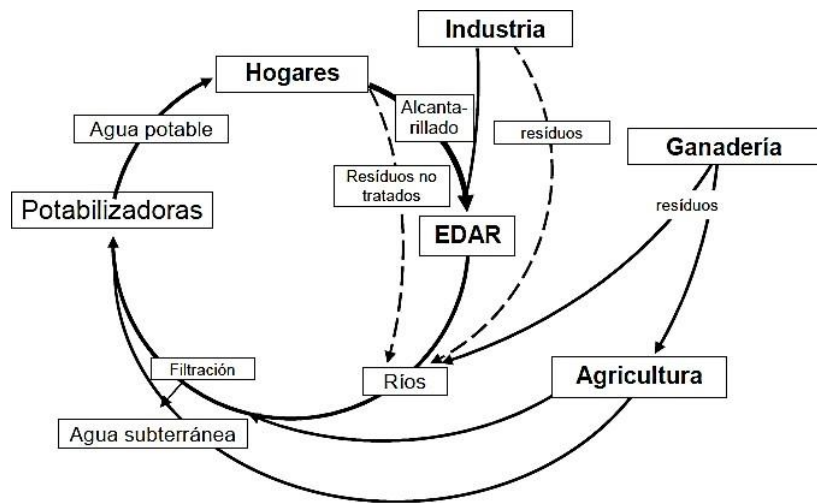 Industria
Hogares
Alcanta-
rillado
Agua potable
resíduos
Ganadería
Resíduos no
tratados
resíduos
Potabilizadoras
EDAR
Filtración
Ríos
Agricultura
Agua subterránea